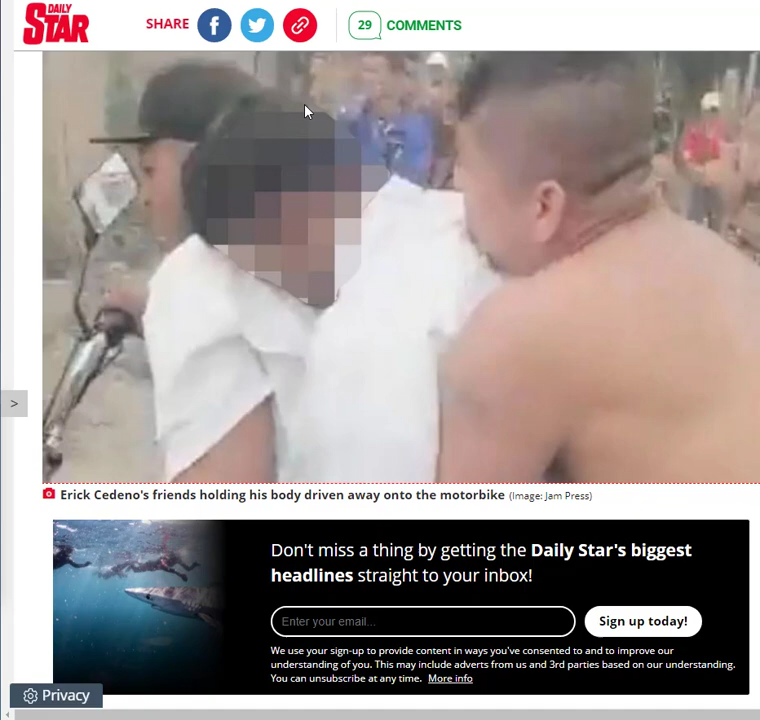 DAILY
STAR
SHARE
29 COMMENTS
>
Erick Cedeno's friends holding his body driven away onto the motorbike (Image: Jam Press)
Don't miss a thing by getting the Daily Star's biggest
headlines straight to your inbox!
Enter your email...
Sign up today!
We use your sign-up to provide content in ways you've consented to and to improve our
understanding of you. This may include adverts from us and 3rd parties based on our understanding.
You can unsubscribe at any time. More info
Privacy